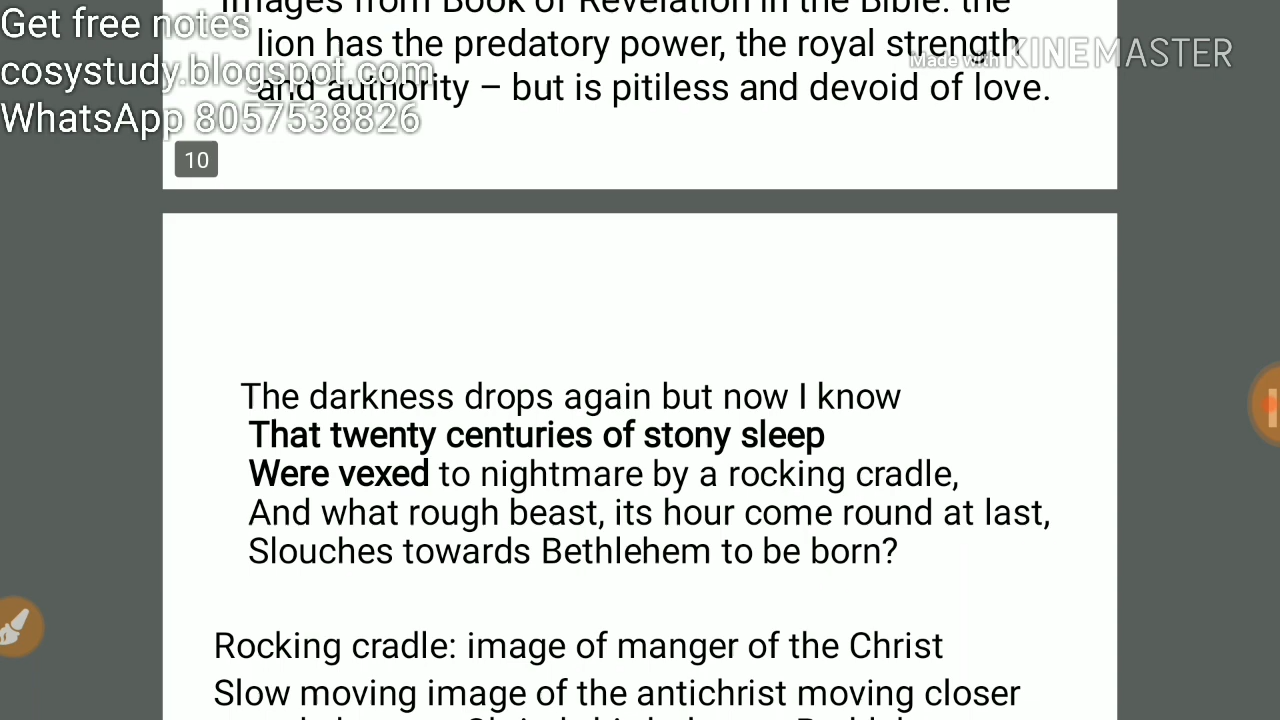 Images from Book of Revelation in the Bible: the
lion has the predatory power, the royal strength
and authority – but is pitiless and devoid of love.
Get free notes
cosystudy.blogspot.com
WhatsApp 8057538826
Made with KINEMASTER
10
The darkness drops again but now I know
That twenty centuries of stony sleep
Were vexed to nightmare by a rocking cradle,
And what rough beast, its hour come round at last,
Slouches towards Bethlehem to be born?
Rocking cradle: image of manger of the Christ
Slow moving image of the antichrist moving closer